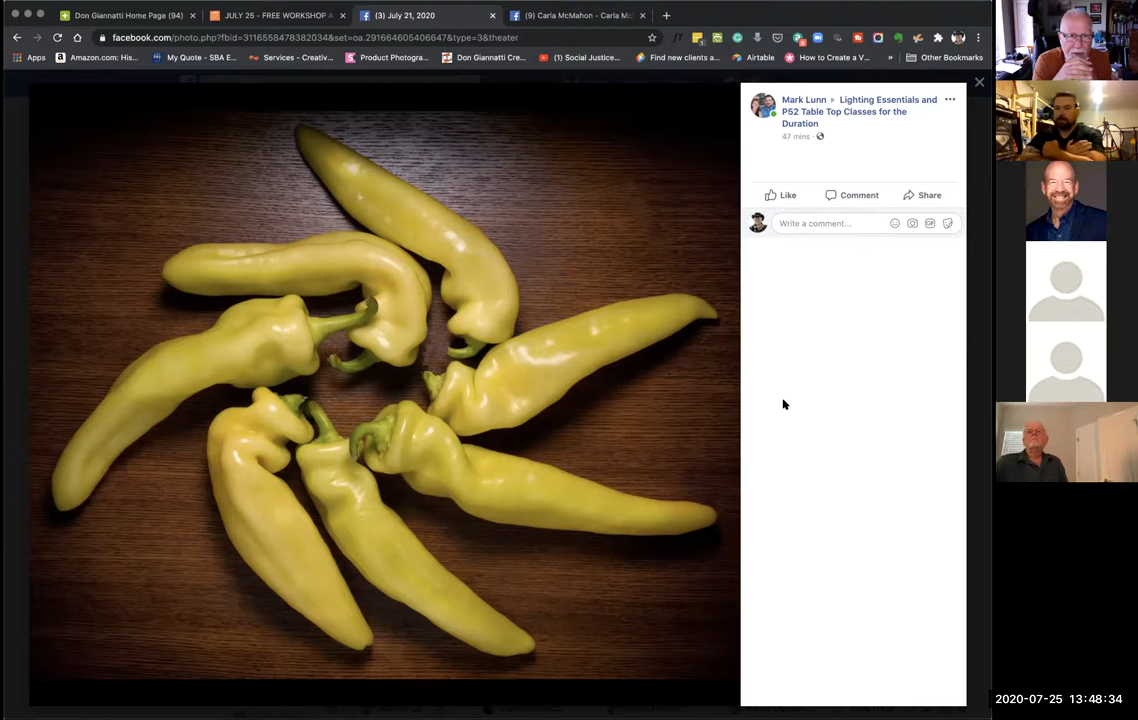 Don Giannatti Home Page (94)
JULY 25 - FREE WORKSHOP A
(3) July 21, 2020
(9) Carla McMahon - Carla Mc
facebook.com/photo.php?fbid=3116558478382034&set=oa.291664605406647&type=3&theater
Apps
Amazon.com: His...
My Quote - SBA E...
Services - Creativ...
Product Photogra...
Don Giannatti Cre...
(1) Social Justice...
Find new clients a...
Airtable
How to Create a V...
»
Other Bookmarks
Mark Lunn ▸ Lighting Essentials and
P52 Table Top Classes for the
Duration
47 mins ·
Like
Comment
Share
Write a comment...
GIF
2020-07-25 13:48:34